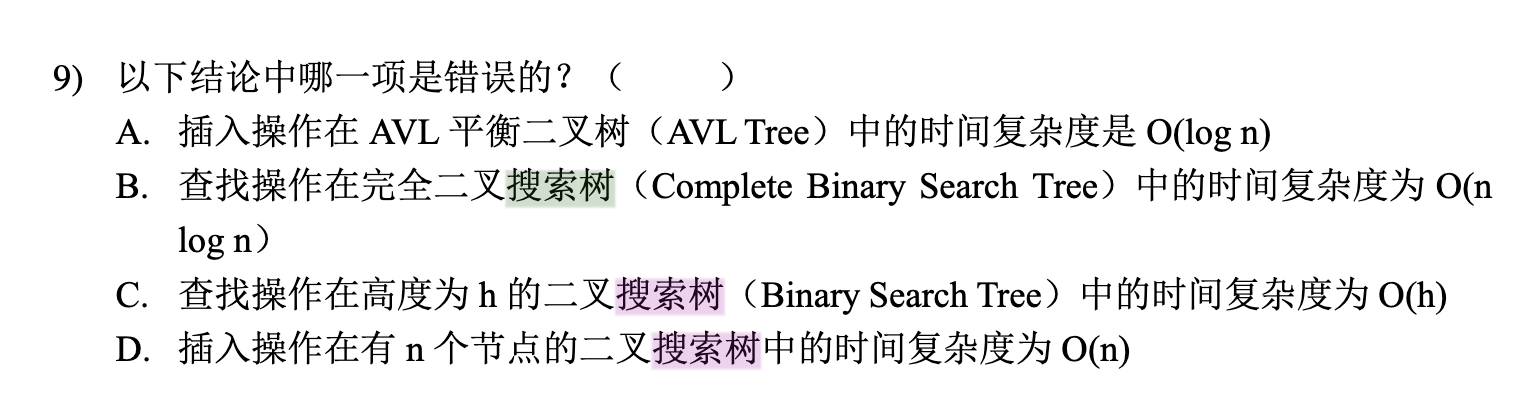 9) 以下结论中哪一项是错误的？（ ）
A. 插入操作在 AVL 平衡二叉树（AVL Tree）中的时间复杂度是 O(log n)
B. 查找操作在完全二叉搜索树（Complete Binary Search Tree）中的时间复杂度为 O(n
log n）
C. 查找操作在高度为 h 的二叉搜索树（Binary Search Tree）中的时间复杂度为 O(h)
D. 插入操作在有 n 个节点的二叉搜索树中的时间复杂度为 O(n)